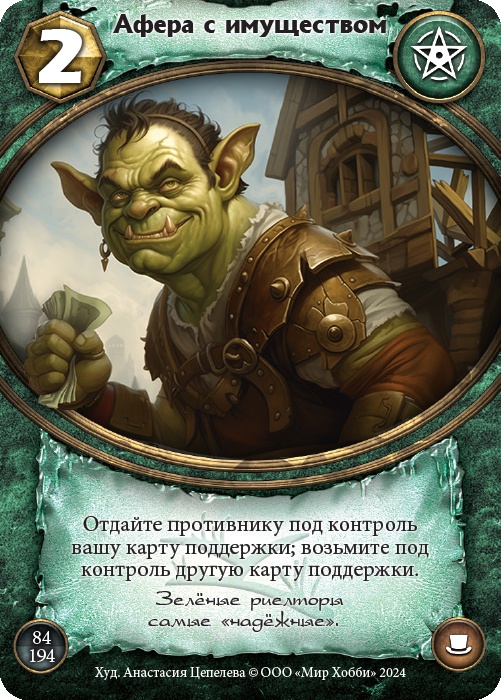 2
Афера с имуществом
Отдайте противнику под контроль
вашу карту поддержки; возьмите под
контроль другую карту поддержки.
Зелёные риелторы
самые «надёжные».
84
194
Худ. Анастасия Цепелева © ООО «Мир Хобби» 2024